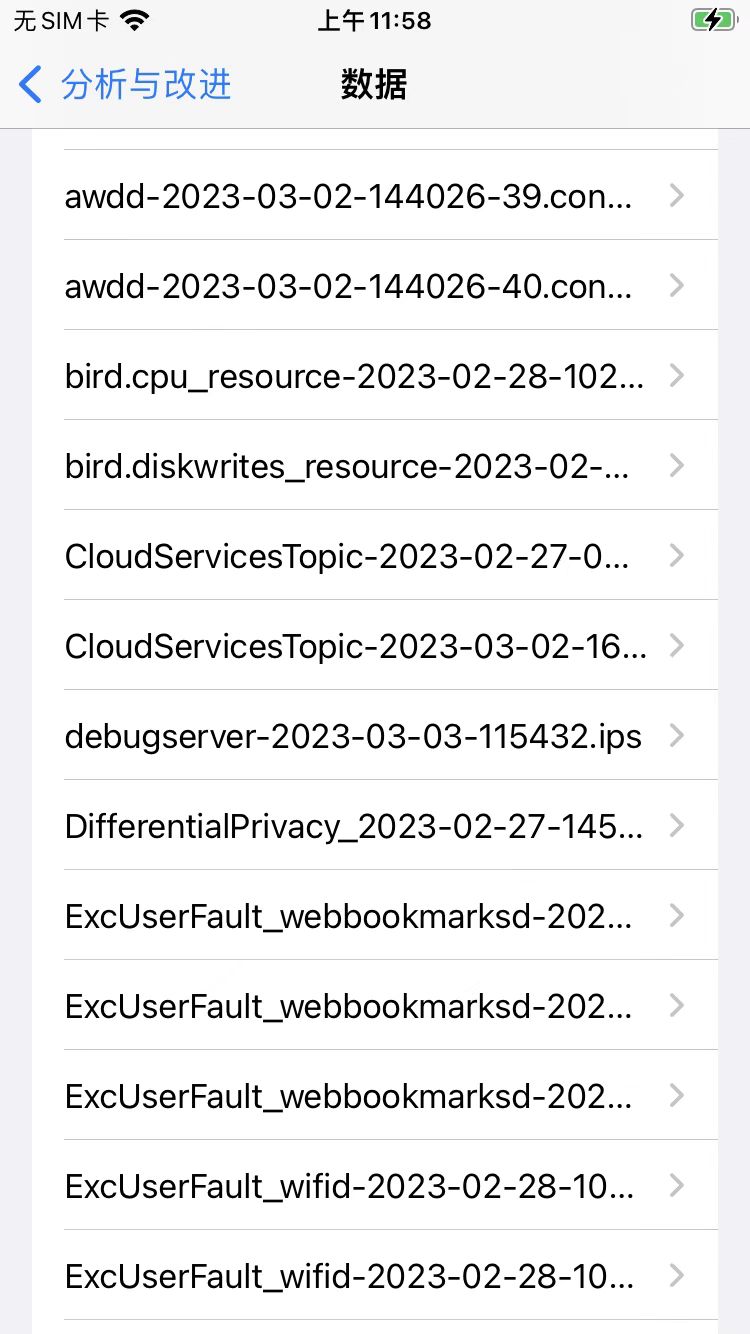 无SIM卡 上午11:58
分析与改进 数据
awdd-2023-03-02-144026-39.con...
awdd-2023-03-02-144026-40.con...
bird.cpu_resource-2023-02-28-102...
bird.diskwrites_resource-2023-02-...
CloudServicesTopic-2023-02-27-0...
CloudServicesTopic-2023-03-02-16...
debugserver-2023-03-03-115432.ips
DifferentialPrivacy_2023-02-27-145...
ExcUserFault_webbookmarksd-202...
ExcUserFault_webbookmarksd-202...
ExcUserFault_webbookmarksd-202...
ExcUserFault_wifid-2023-02-28-10...
ExcUserFault_wifid-2023-02-28-10...